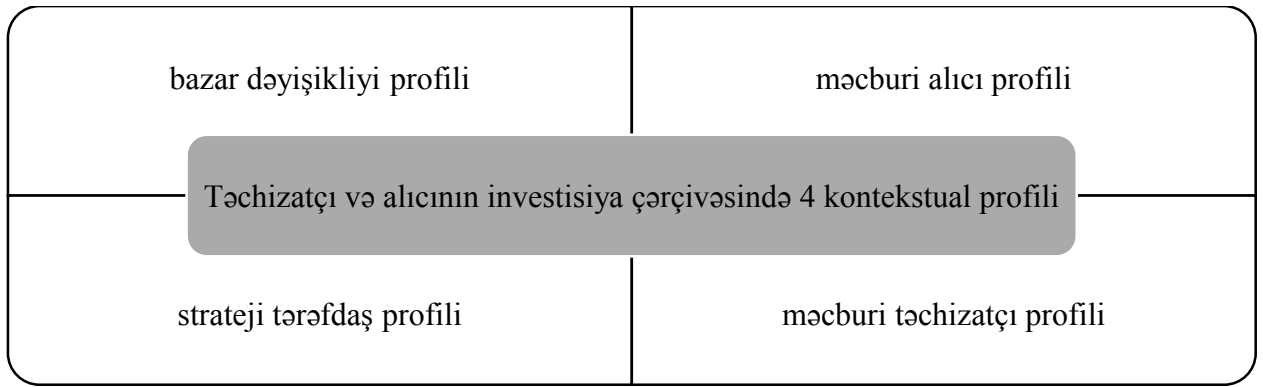 bazar dəyişikliyi profili
məcburi alıcı profili
Təchizatçı və alıcının investisiya çərçivəsində 4 kontekstual profili
strateji tərəfdaş profili
məcburi təchizatçı profili